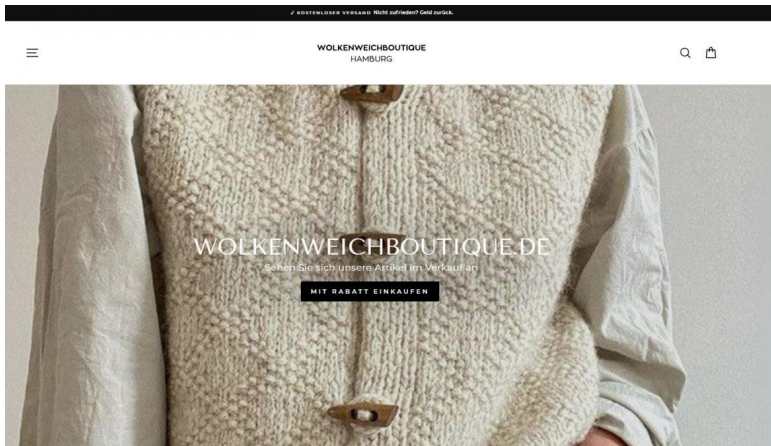 ✓ KOSTENLOSER VERSAND Nicht zufrieden? Geld zurück.
WOLKENWEICHBOUTIQUE
HAMBURG
WOLKENWEICHBOUTIQUE.DE
Sehen Sie sich unsere Artikel im Verkauf an
MIT RABATT EINKAUFEN